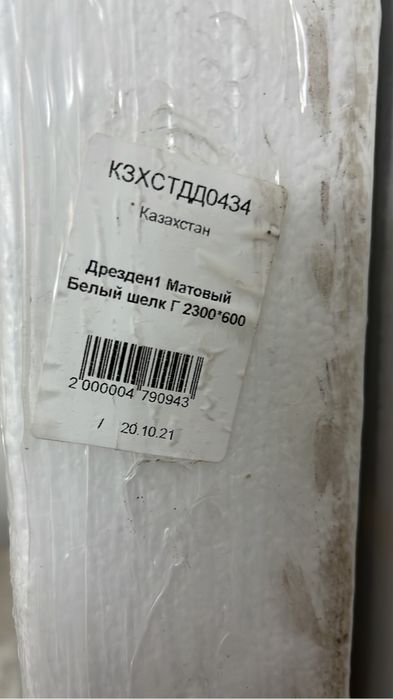 КЗХСТДД0434
Казахстан
Дрезден1 Матовый
Белый шелк Г 2300*600
2 000004 790943
/ 20.10.21